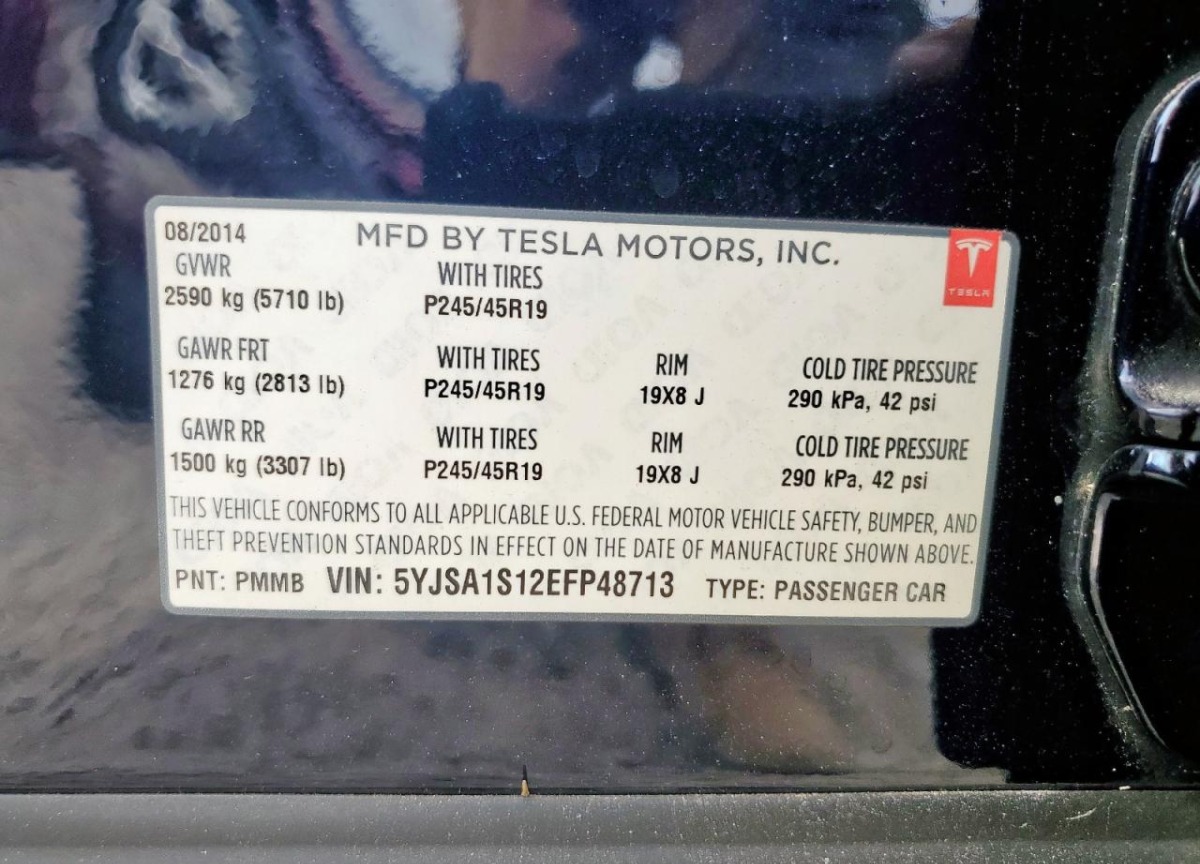 08/2014 MFD BY TESLA MOTORS, INC.
TESLA
GVWR WITH TIRES
2590 kg (5710 lb) P245/45R19
GAWR FRT WITH TIRES RIM COLD TIRE PRESSURE
1276 kg (2813 lb) P245/45R19 19X8 J 290 kPa, 42 psi
GAWR RR WITH TIRES RIM COLD TIRE PRESSURE
1500 kg (3307 lb) P245/45R19 19X8 J 290 kPa, 42 psi
THIS VEHICLE CONFORMS TO ALL APPLICABLE U.S. FEDERAL MOTOR VEHICLE SAFETY, BUMPER, AND
THEFT PREVENTION STANDARDS IN EFFECT ON THE DATE OF MANUFACTURE SHOWN ABOVE.
PNT: PMMB VIN: 5YJSA1S12EFP48713 TYPE: PASSENGER CAR